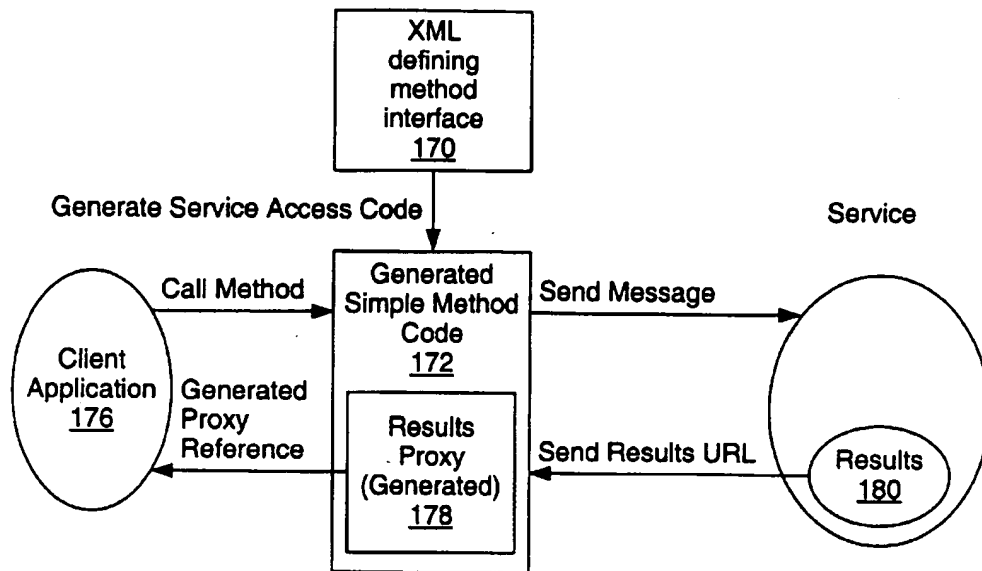 XML
defining
method
interface
170
Generate Service Access Code
Service
Call Method
Generated
Simple Method
Code
172
Send Message
Client
Application
176
Generated
Proxy
Reference
Results
Proxy
(Generated)
178
Send Results URL
Results
180